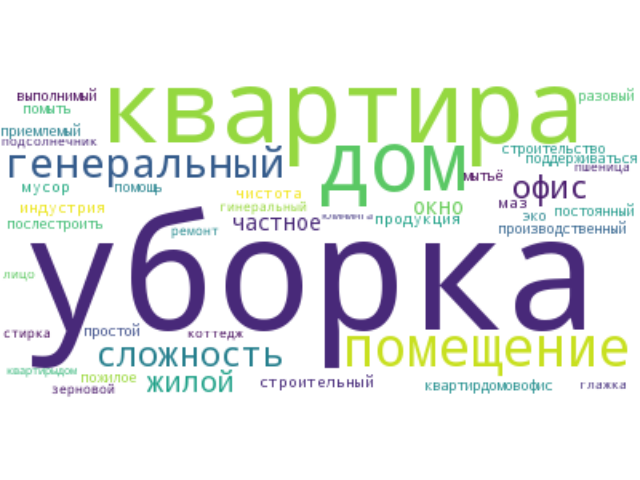 выполнимый квартира разовый
помыть
приемлемый
подсолнечник дом строительство
генеральный поддерживаться
мытьё пшеница
мусор помощь чистота офис
индустрия гинеральный окно маз
эко постоянный
послестроить частное клининга продукция
ремонт производственный
уборка
лицо
стирка простой коттедж
сложность помещение
квартирыдом
пожилое жилой строительный квартирдомовофис глажка
зерновой